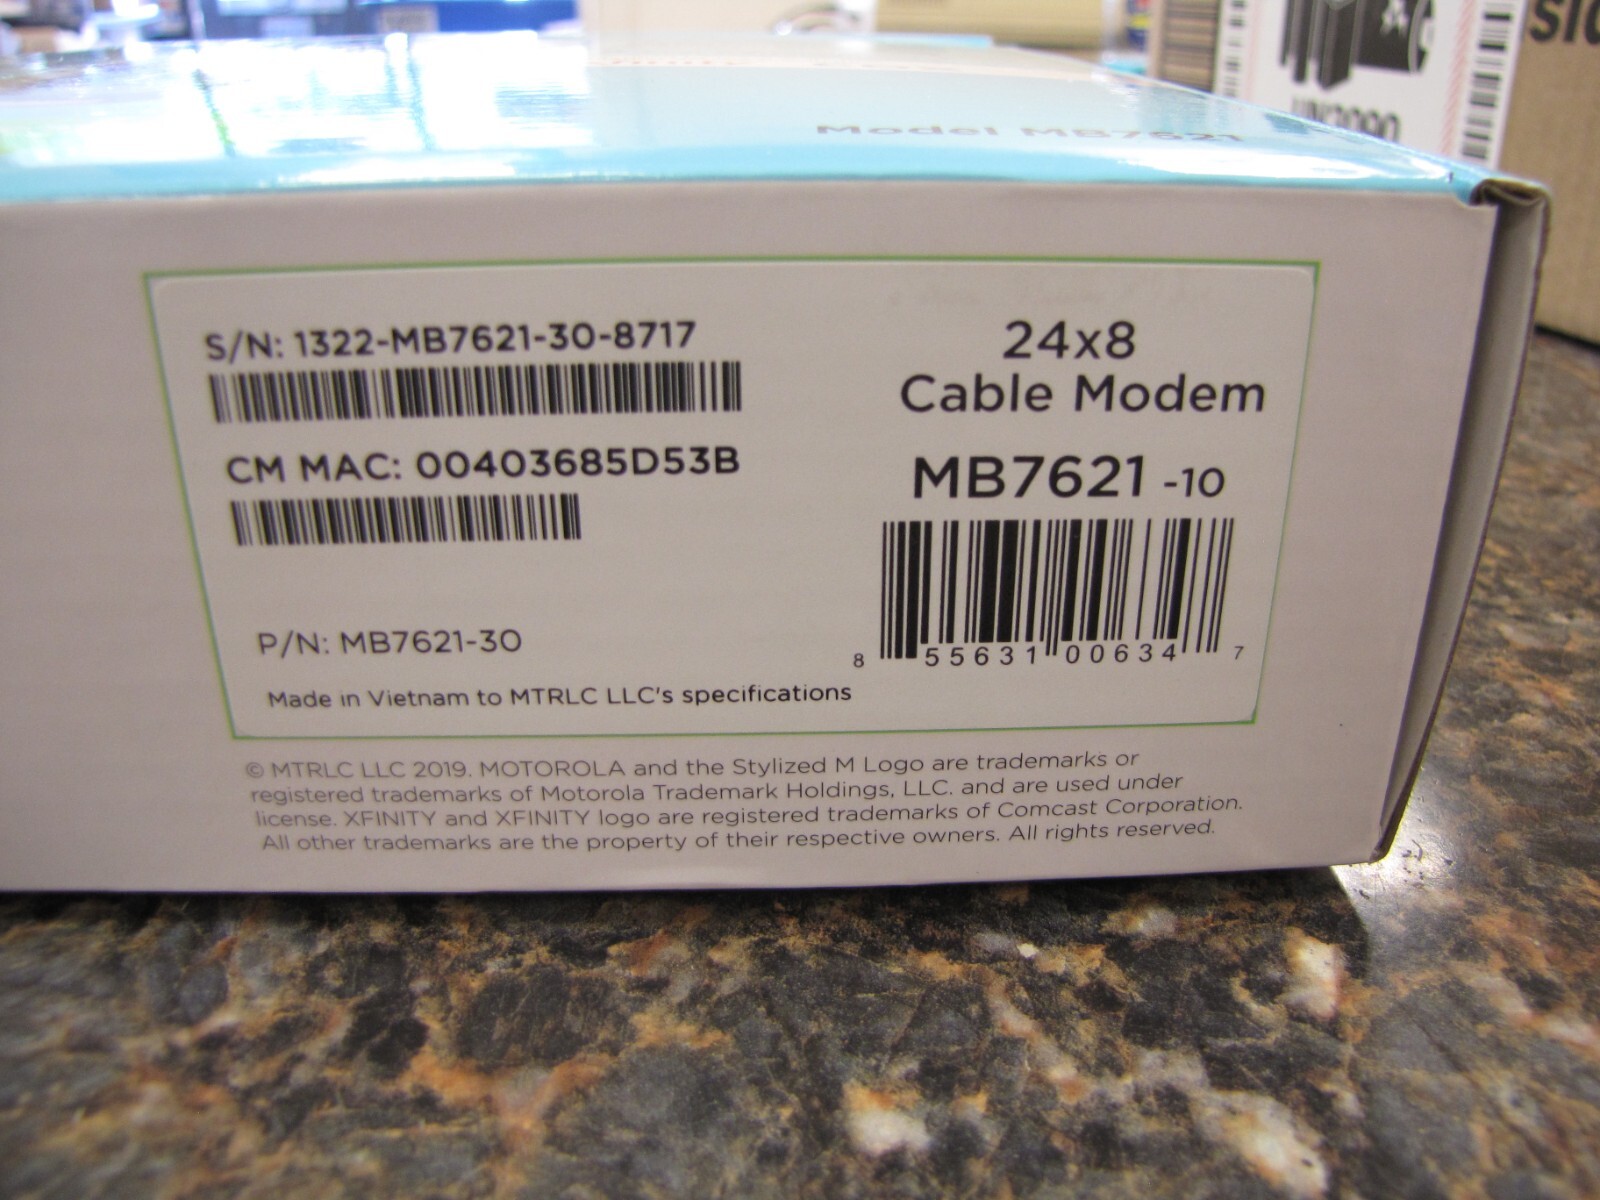 Model MB7621
S/N: 1322-MB7621-30-8717
CM MAC: 00403685D53B
P/N: MB7621-30
Made in Vietnam to MTRLC LLC's specifications
24x8
Cable Modem
MB7621 -10
8 55631 00634 7
© MTRLC LLC 2019. MOTOROLA and the Stylized M Logo are trademarks or
registered trademarks of Motorola Trademark Holdings, LLC. and are used under
license. XFINITY and XFINITY logo are registered trademarks of Comcast Corporation.
All other trademarks are the property of their respective owners. All rights reserved.